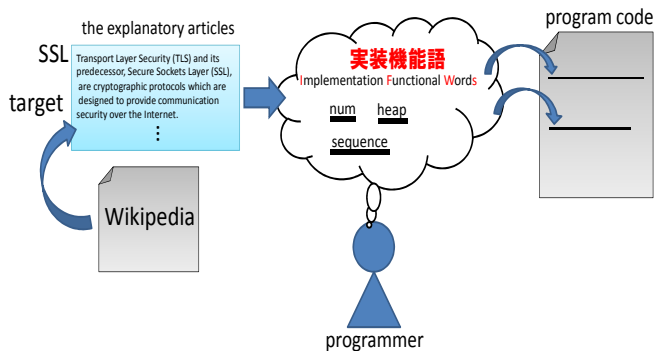 the explanatory articles
program code
SSL
target
Transport Layer Security (TLS) and its
predecessor, Secure Sockets Layer (SSL),
are cryptographic protocols which are
designed to provide communication
security over the Internet.
⋮
実装機能語
Implementation Functional Words
num heap
sequence
Wikipedia
programmer